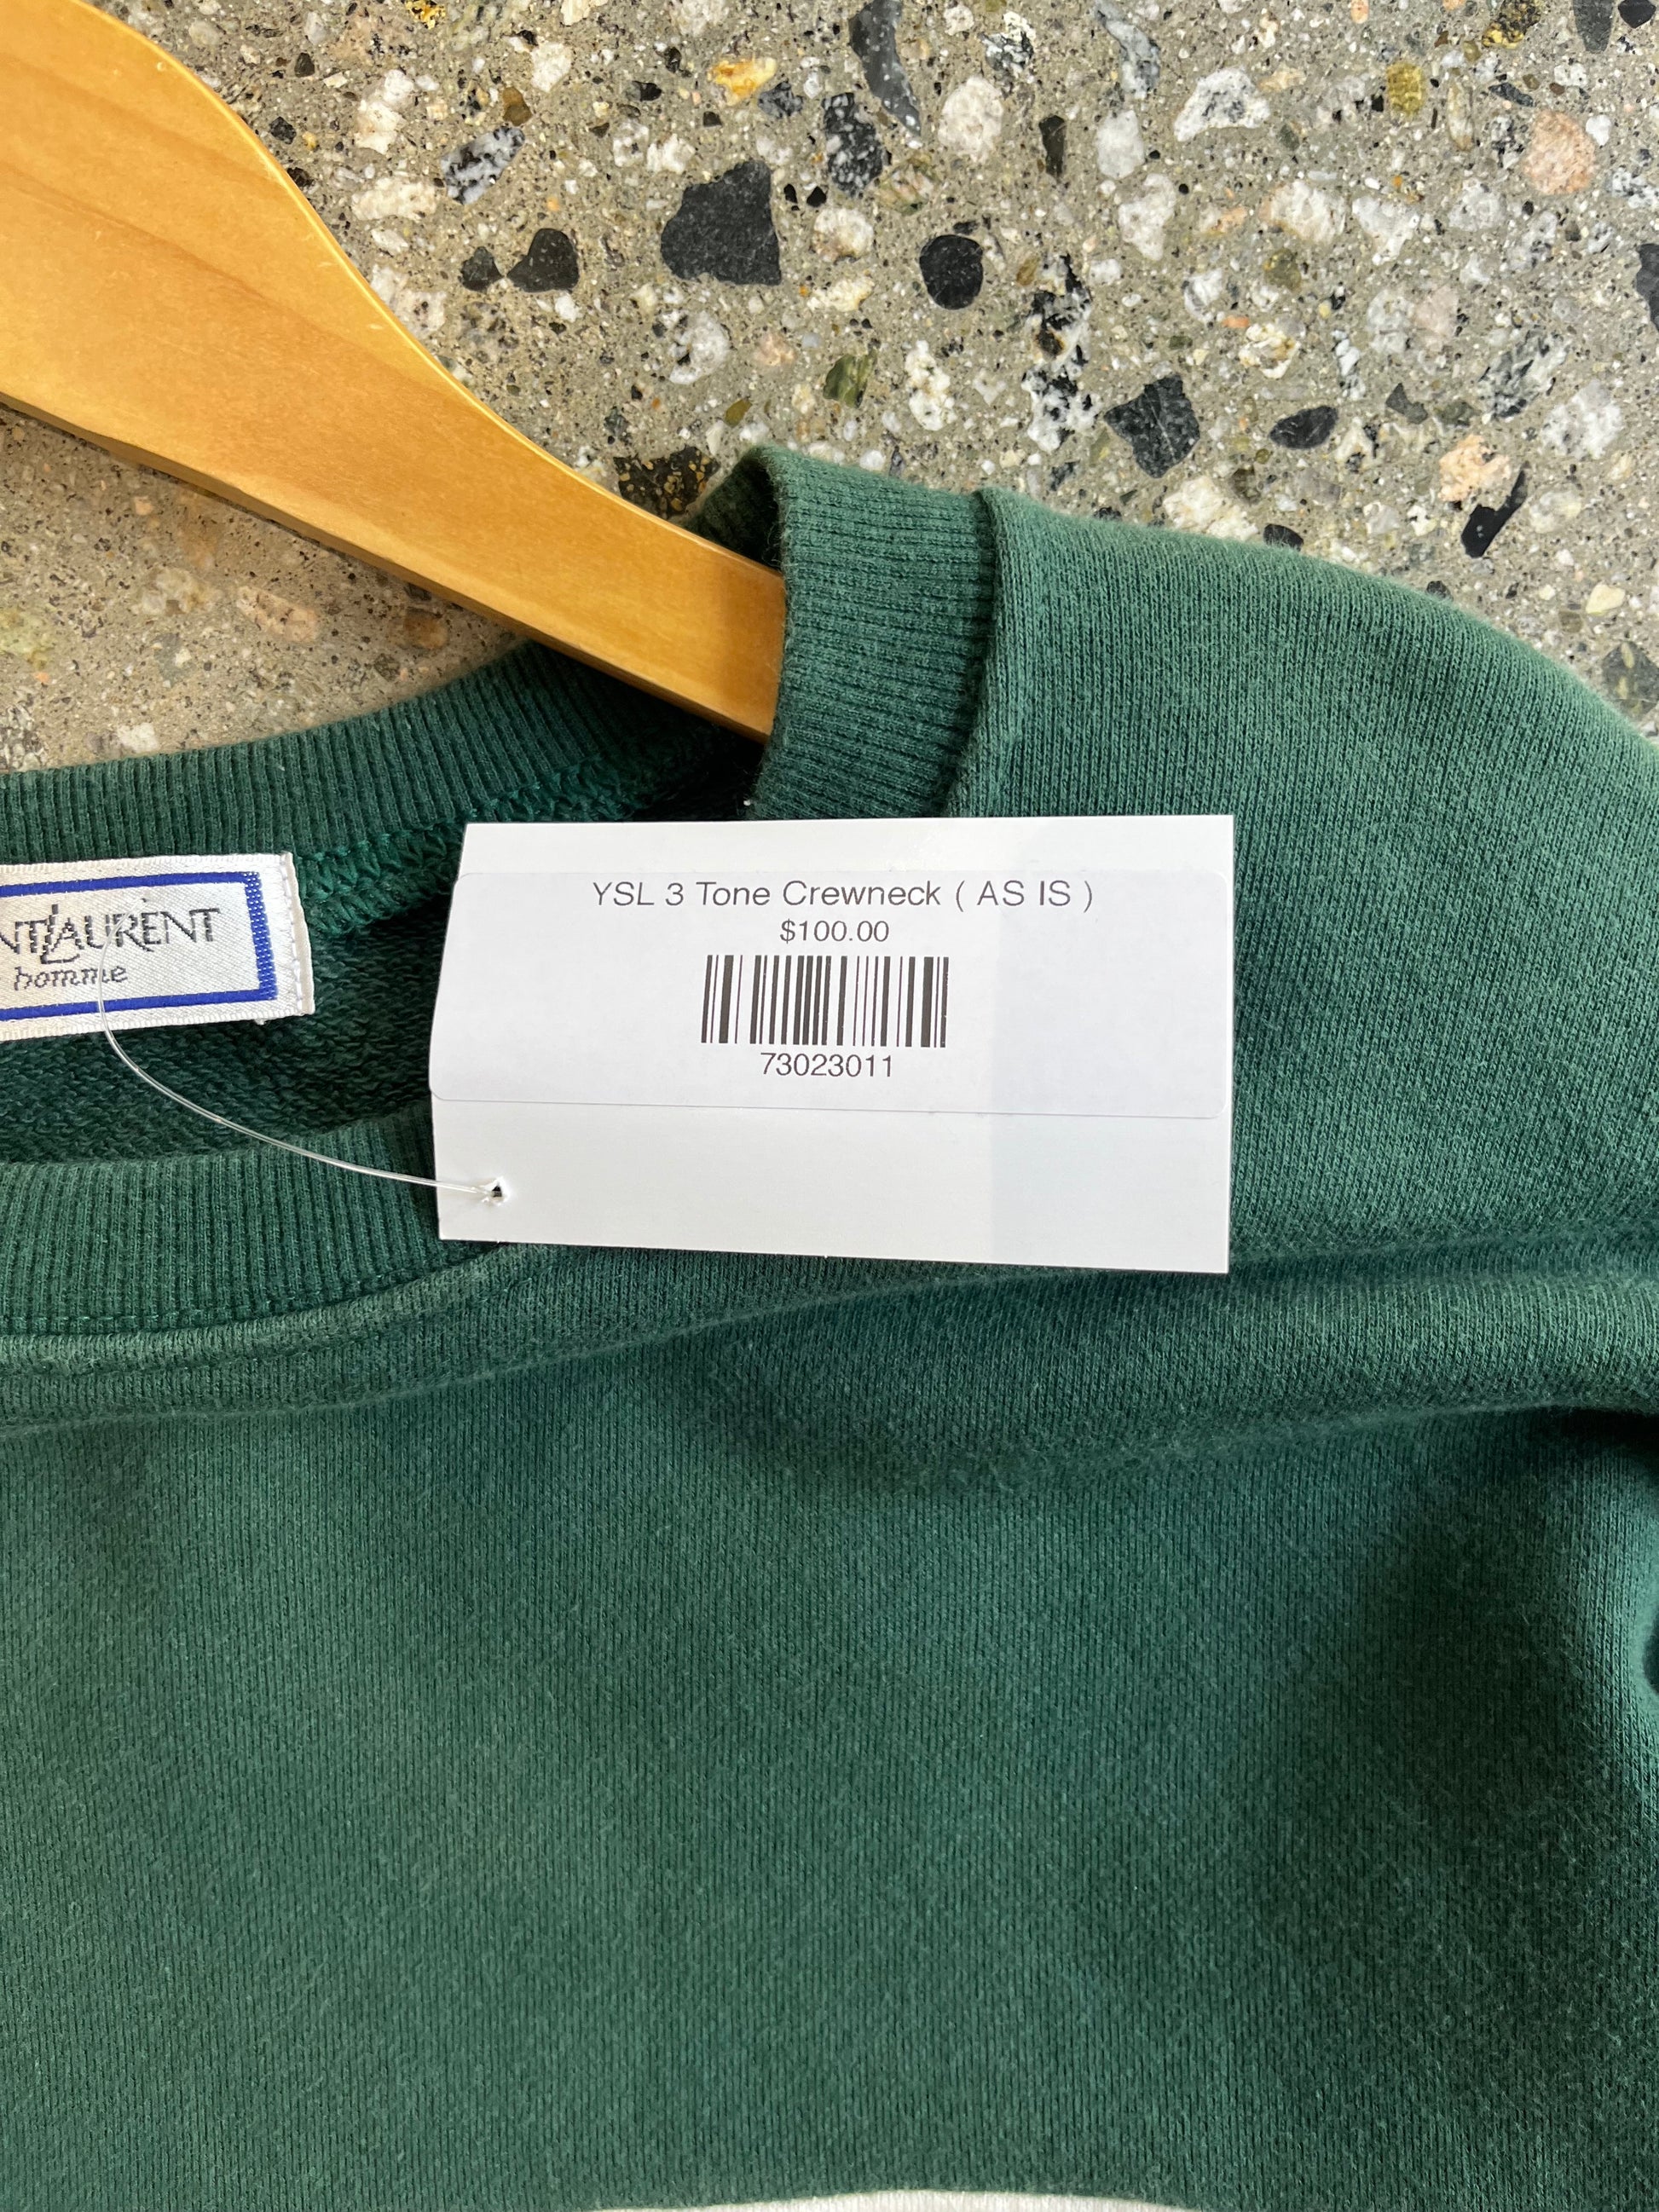 YSL 3 Tone Crewneck ( AS IS )
$100.00
73023011
NTLAURENT
homme